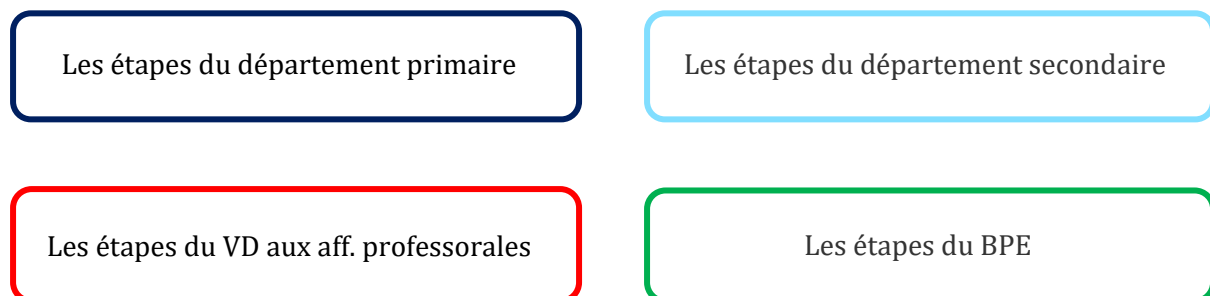 Les étapes du département primaire
Les étapes du département secondaire
Les étapes du VD aux aff. professorales
Les étapes du BPE